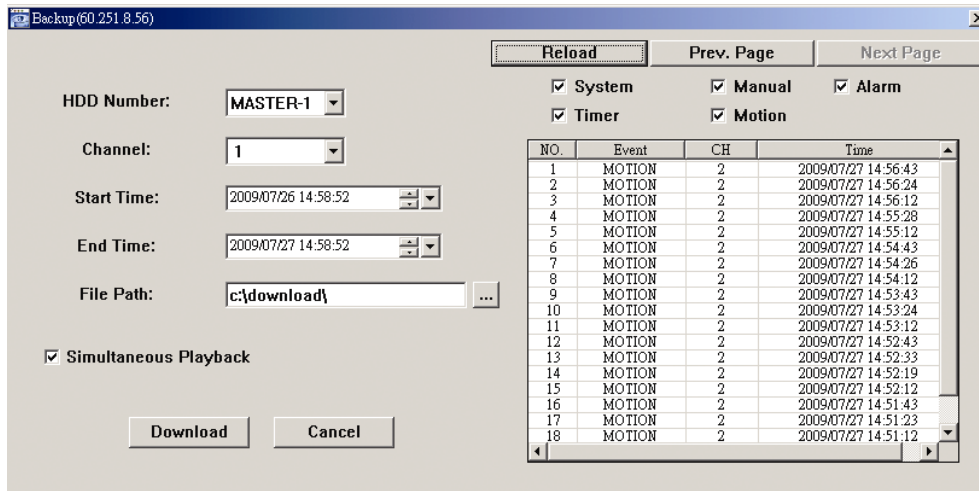 Backup(60.251.8.56)
Reload Prev. Page Next Page
System Manual Alarm
Timer Motion
HDD Number: MASTER-1
Channel: 1
Start Time: 2009/07/26 14:58:52
End Time: 2009/07/27 14:58:52
File Path: c:\download\ ...
Simultaneous Playback
Download Cancel
NO. Event CH Time
1 MOTION 2 2009/07/27 14:56:43
2 MOTION 2 2009/07/27 14:56:24
3 MOTION 2 2009/07/27 14:56:12
4 MOTION 2 2009/07/27 14:55:28
5 MOTION 2 2009/07/27 14:55:12
6 MOTION 2 2009/07/27 14:54:43
7 MOTION 2 2009/07/27 14:54:26
8 MOTION 2 2009/07/27 14:54:12
9 MOTION 2 2009/07/27 14:53:43
10 MOTION 2 2009/07/27 14:53:24
11 MOTION 2 2009/07/27 14:53:12
12 MOTION 2 2009/07/27 14:52:43
13 MOTION 2 2009/07/27 14:52:33
14 MOTION 2 2009/07/27 14:52:19
15 MOTION 2 2009/07/27 14:52:12
16 MOTION 2 2009/07/27 14:51:43
17 MOTION 2 2009/07/27 14:51:23
18 MOTION 2 2009/07/27 14:51:12